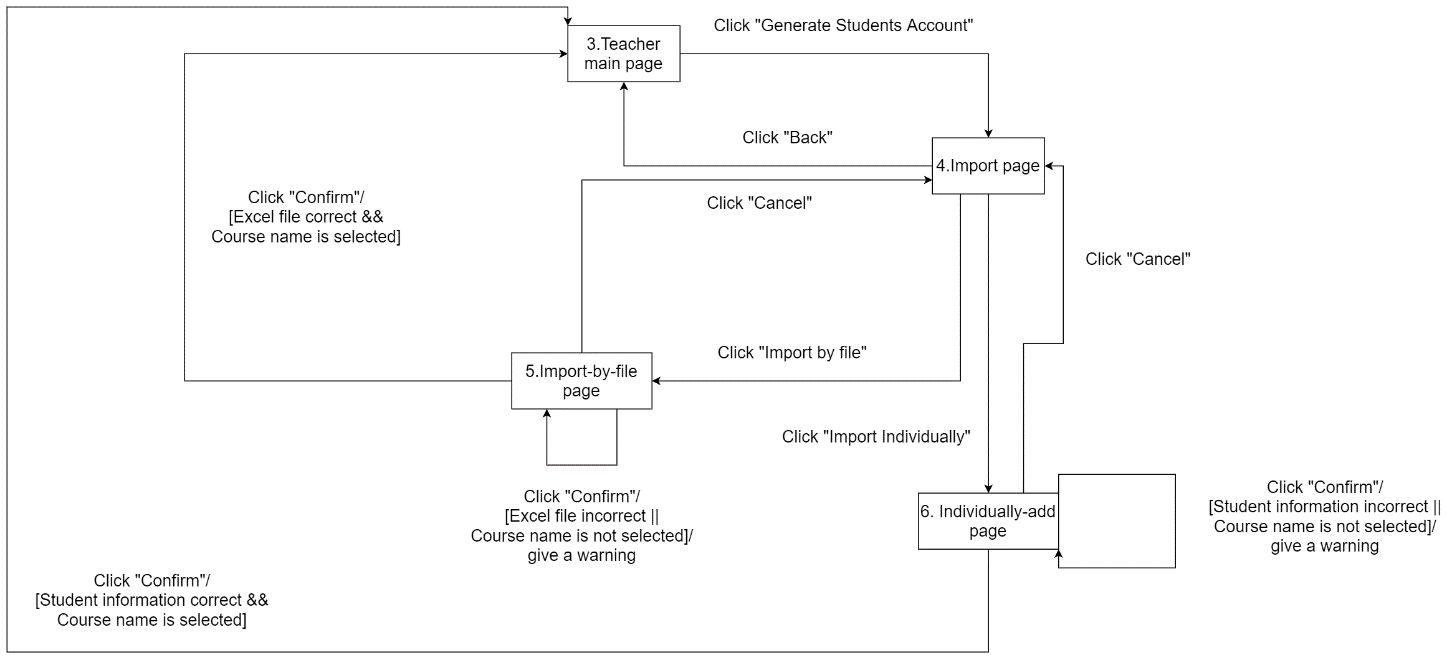 Click "Generate Students Account"
3.Teacher
main page
Click "Back"
4.Import page
Click "Confirm"/
[Excel file correct &&
Course name is selected]
Click "Cancel"
Click "Cancel"
Click "Import by file"
5.Import-by-file
page
Click "Import Individually"
Click "Confirm"/
[Excel file incorrect ||
Course name is not selected]/
give a warning
6. Individually-add
page
Click "Confirm"/
[Student information incorrect ||
Course name is not selected]/
give a warning
Click "Confirm"/
[Student information correct &&
Course name is selected]